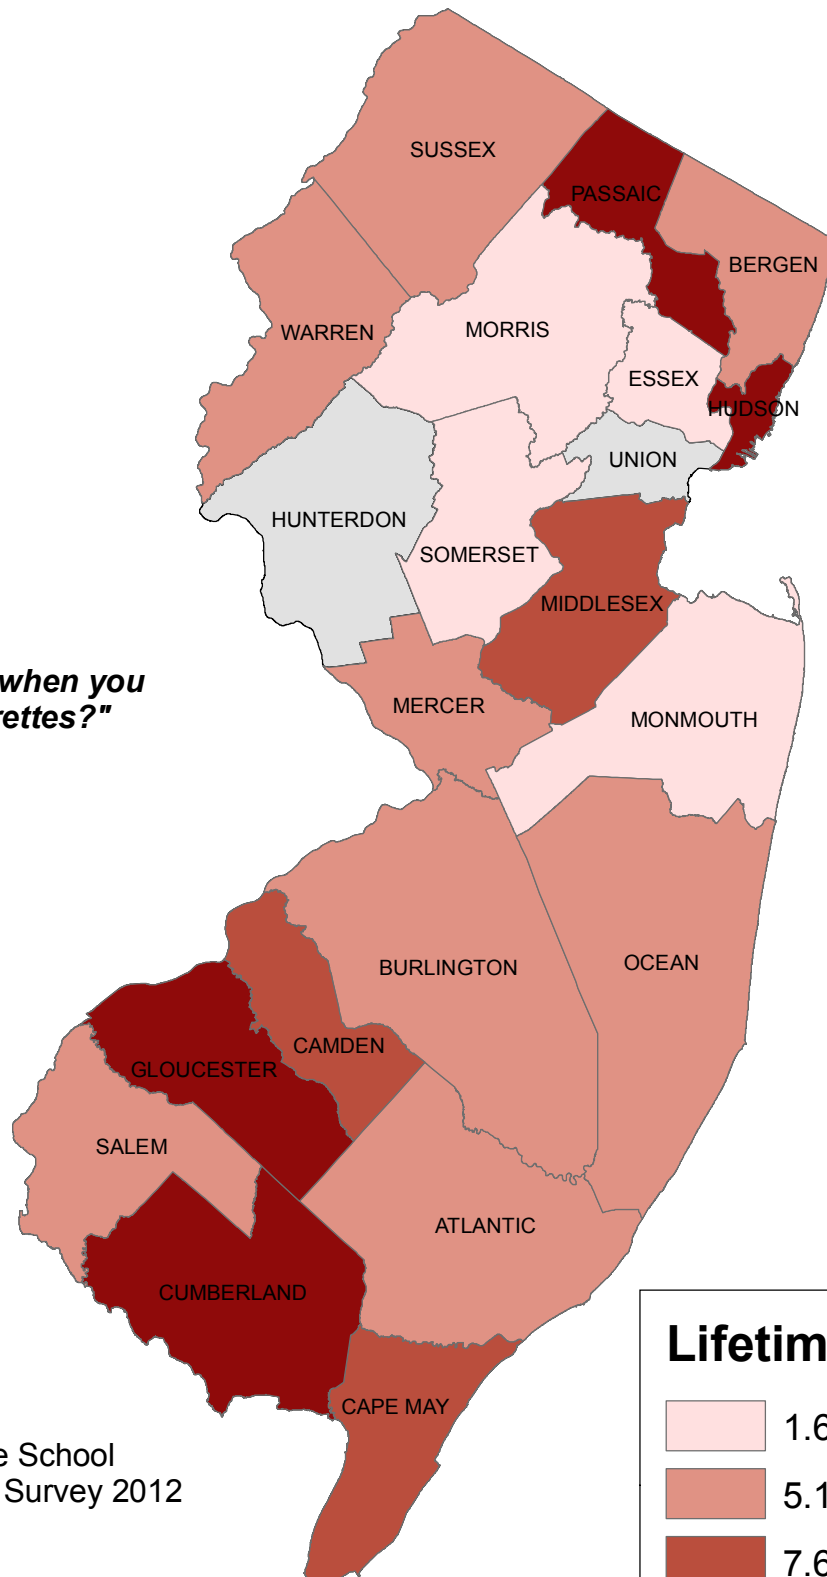 SUSSEX
PASSAIC
BERGEN
WARREN
MORRIS
ESSEX
HUDSON
UNION
HUNTERDON
SOMERSET
MIDDLESEX
when you
rettes?"
MERCER
MONMOUTH
BURLINGTON
OCEAN
CAMDEN
GLOUCESTER
SALEM
ATLANTIC
CUMBERLAND
CAPE MAY
Lifetim
1.6
5.1
7.6
e School
Survey 2012